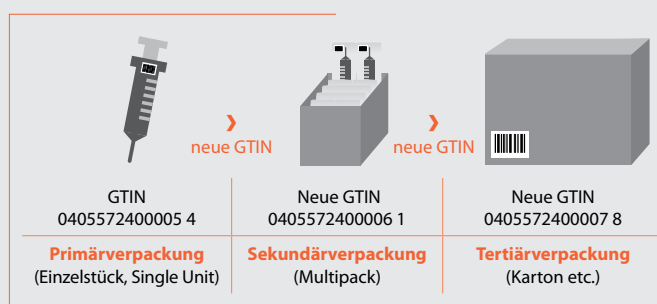 neue GTIN
neue GTIN
GTIN
0405572400005 4
Neue GTIN
0405572400006 1
Neue GTIN
0405572400007 8
Primärverpackung
(Einzelstück, Single Unit)
Sekundärverpackung
(Multipack)
Tertiärverpackung
(Karton etc.)